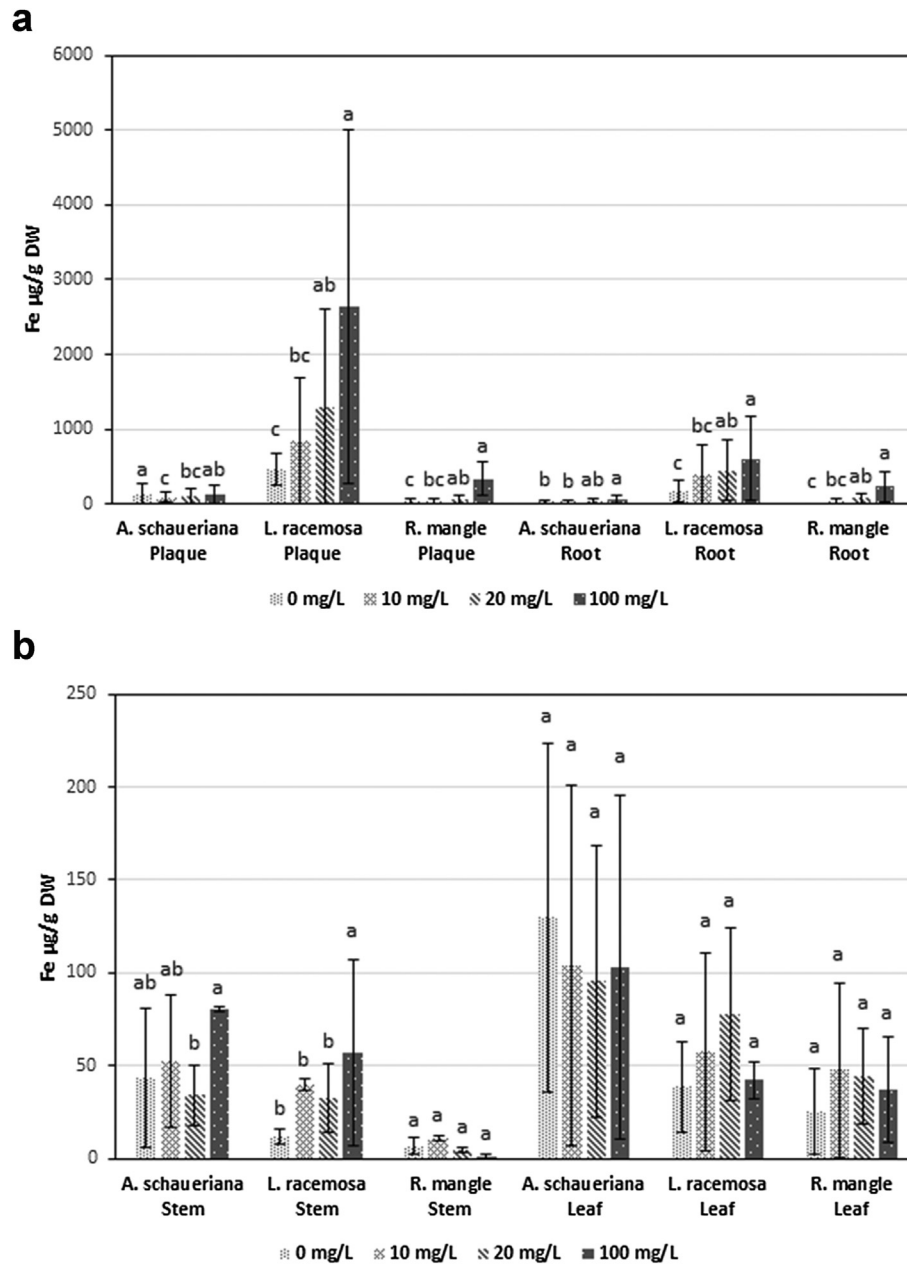 a
6000
5000
4000
3000
2000
1000
0
Fe µg/g DW
a c bc ab
c bc ab a
c bc ab a
b b ab a
c bc ab a
c bc ab a
A. schaueriana Plaque
L. racemosa Plaque
R. mangle Plaque
A. schaueriana Root
L. racemosa Root
R. mangle Root
0 mg/L 10 mg/L 20 mg/L 100 mg/L
b
250
200
150
100
50
0
Fe µg/g DW
ab ab b a
b b b a
a a a a
a a a a
a a a a
a a a a
A. schaueriana Stem
L. racemosa Stem
R. mangle Stem
A. schaueriana Leaf
L. racemosa Leaf
R. mangle Leaf
0 mg/L 10 mg/L 20 mg/L 100 mg/L